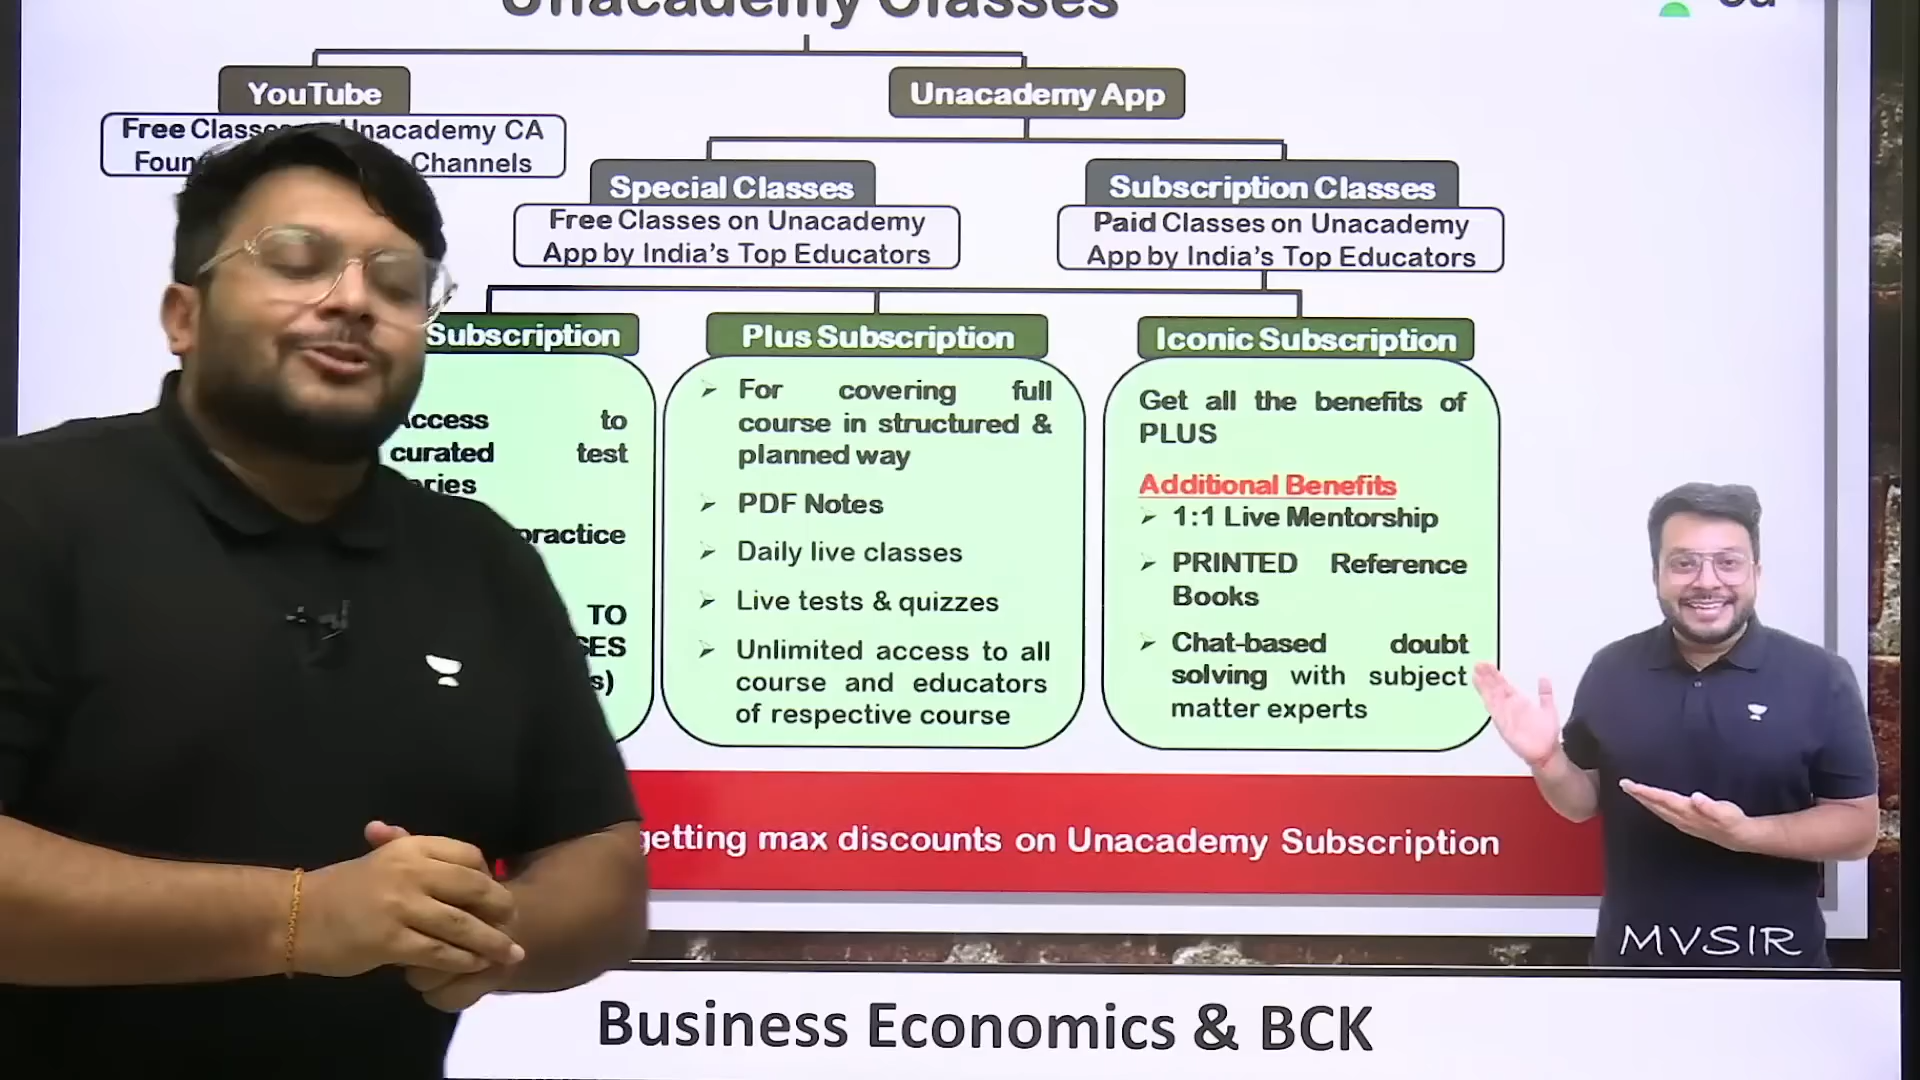 Unacademy Classes
YouTube
Unacademy App
Free Classes Unacademy CA
Channels
Special Classes
Free Classes on Unacademy
App by India's Top Educators
Subscription Classes
Paid Classes on Unacademy
App by India's Top Educators
Subscription
Access to
curated test
practice
TO
Plus Subscription
➢ For covering full
course in structured &
planned way
➢ PDF Notes
➢ Daily live classes
➢ Live tests & quizzes
➢ Unlimited access to all
course and educators
of respective course
Iconic Subscription
Get all the benefits of
PLUS
Additional Benefits
➢ 1:1 Live Mentorship
➢ PRINTED Reference
Books
➢ Chat-based doubt
solving with subject
matter experts
getting max discounts on Unacademy Subscription
MVSIR
Business Economics & BCK